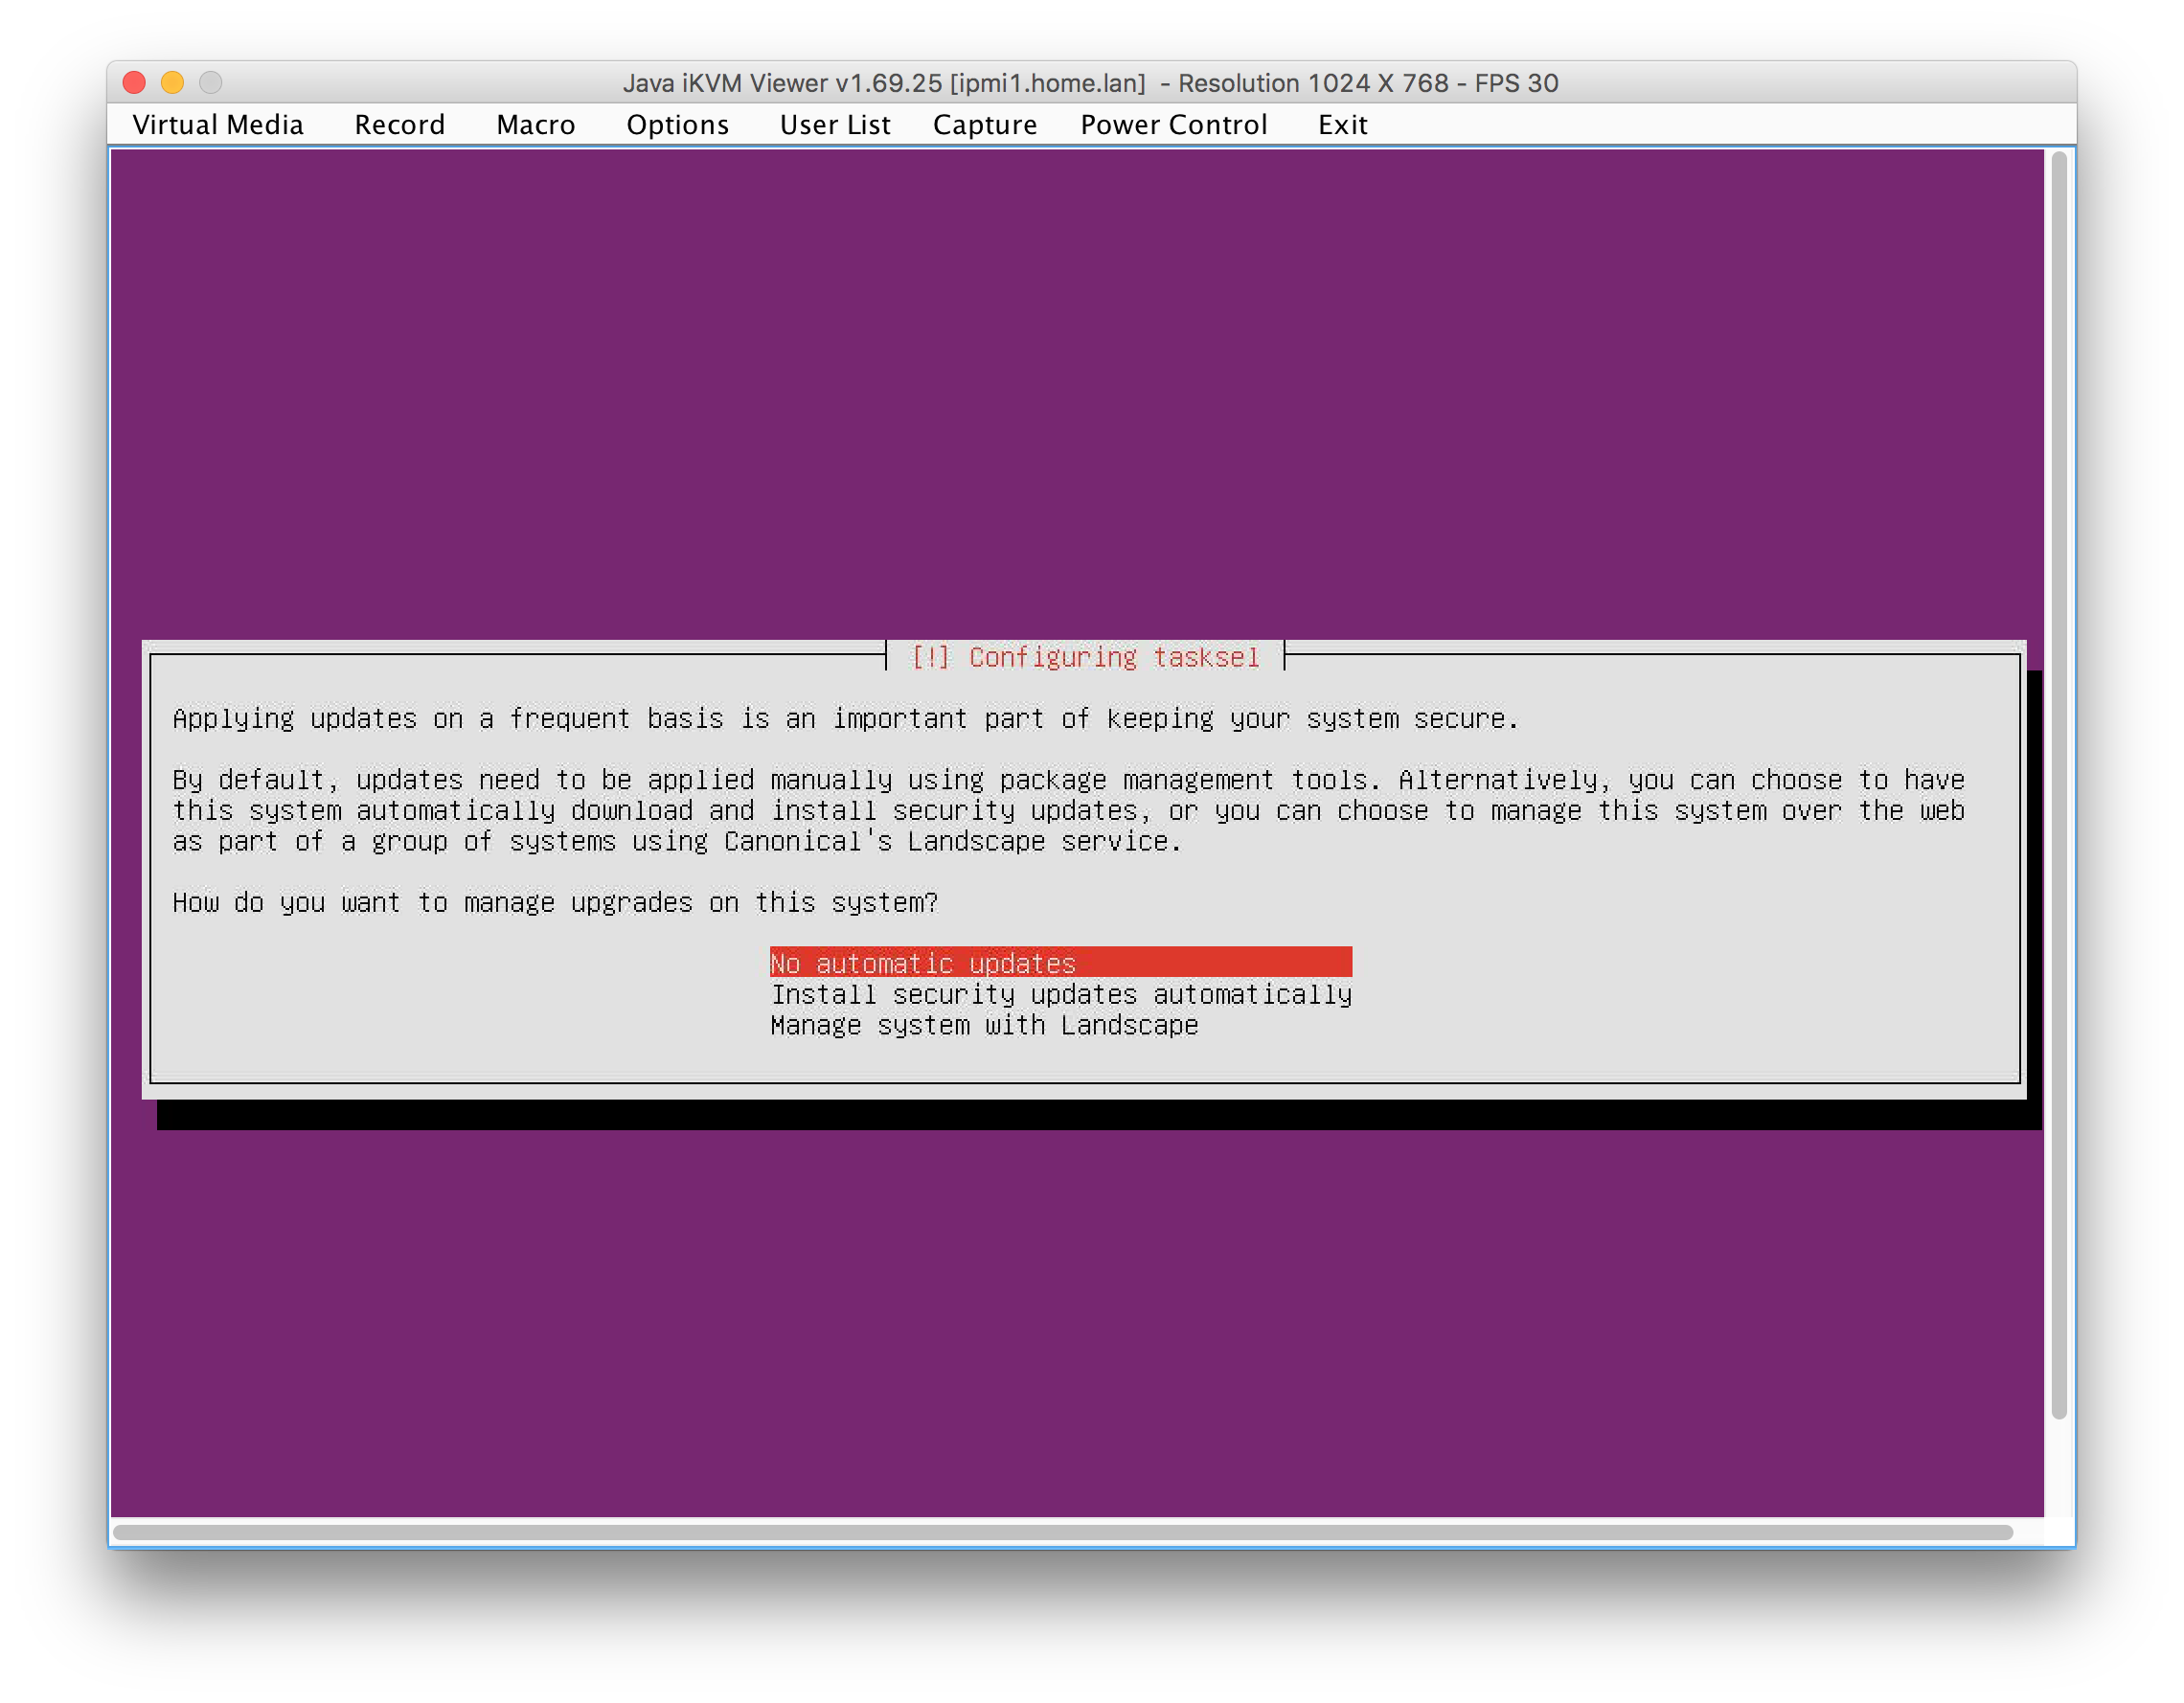 Java iKVM Viewer v1.69.25 [ipmi1.home.lan]  - Resolution 1024 X 768 - FPS 30
Virtual Media Record Macro Options User List Capture Power Control Exit
[!] Configuring tasksel
Applying updates on a frequent basis is an important part of keeping your system secure.
By default, updates need to be applied manually using package management tools. Alternatively, you can choose to have
this system automatically download and install security updates, or you can choose to manage this system over the web
as part of a group of systems using Canonical's Landscape service.
How do you want to manage upgrades on this system?
No automatic updates
Install security updates automatically
Manage system with Landscape